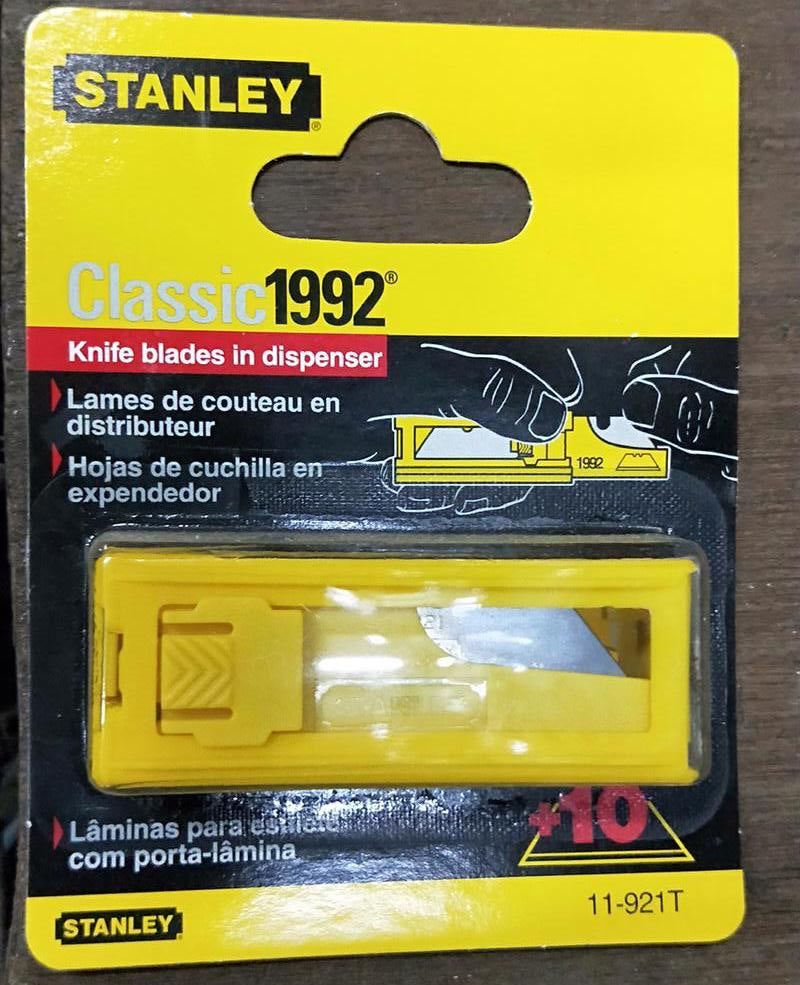 STANLEY®
Classic1992®
Knife blades in dispenser
Lames de couteau en
distributeur
Hojas de cuchilla en
expendedor
1992
Lâminas para
com porta-lâmina
+10
STANLEY
11-921T